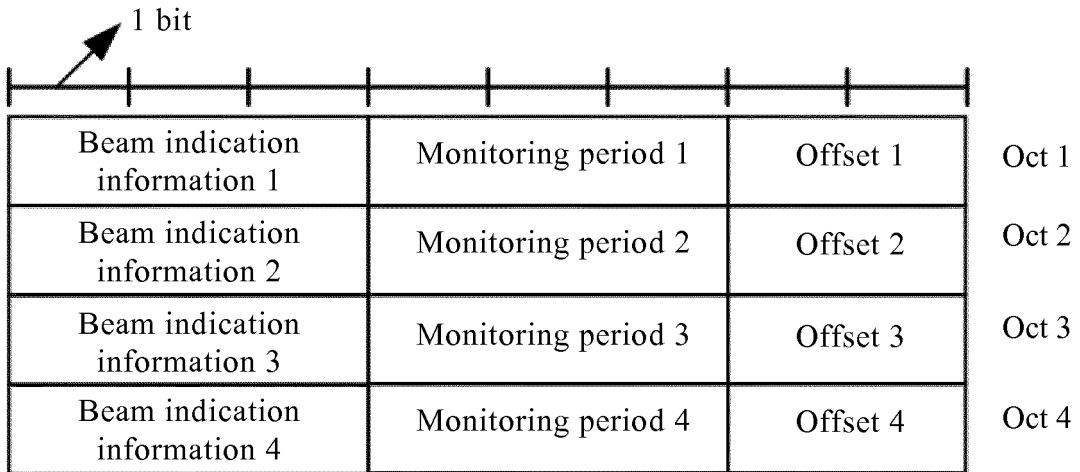 1 bit
Beam indication
information 1
Monitoring period 1
Offset 1
Oct 1
Beam indication
information 2
Monitoring period 2
Offset 2
Oct 2
Beam indication
information 3
Monitoring period 3
Offset 3
Oct 3
Beam indication
information 4
Monitoring period 4
Offset 4
Oct 4